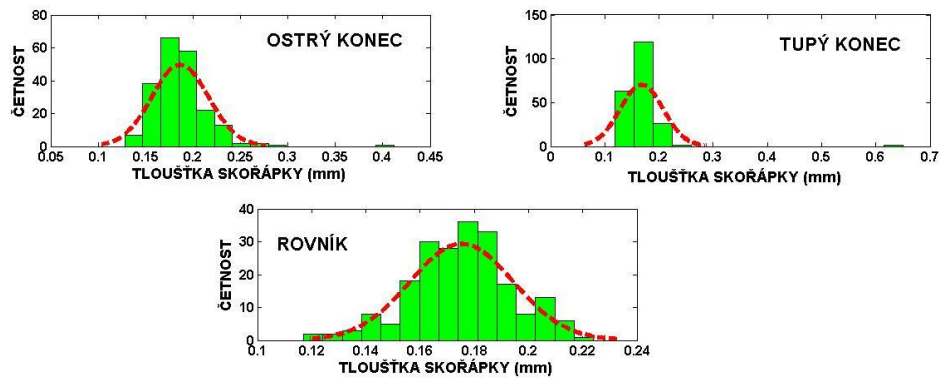 OSTRÝ KONEC
ČETNOST
80
60
40
20
0
0.05 0.1 0.15 0.2 0.25 0.3 0.35 0.4 0.45
TLOUŠŤKA SKOŘÁPKY (mm)
TUPÝ KONEC
ČETNOST
150
100
50
0
0 0.1 0.2 0.3 0.4 0.5 0.6 0.7
TLOUŠŤKA SKOŘÁPKY (mm)
ROVNÍK
ČETNOST
40
30
20
10
0
0.1 0.12 0.14 0.16 0.18 0.2 0.22 0.24
TLOUŠŤKA SKOŘÁPKY (mm)